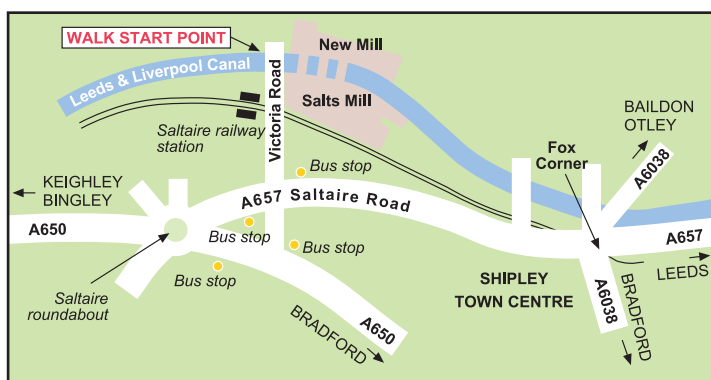 WALK START POINT
New Mill
Leeds & Liverpool Canal
Salts Mill
Victoria Road
Saltaire railway
station
BAILDON
OTLEY
Fox
Corner
A6038
Bus stop
KEIGHLEY
BINGLEY
A657 Saltaire Road
A650
Bus stop
Bus stop
A657
Bus stop
SHIPLEY
TOWN CENTRE
LEEDS
Saltaire
roundabout
A6038
BRADFORD
BRADFORD
A650